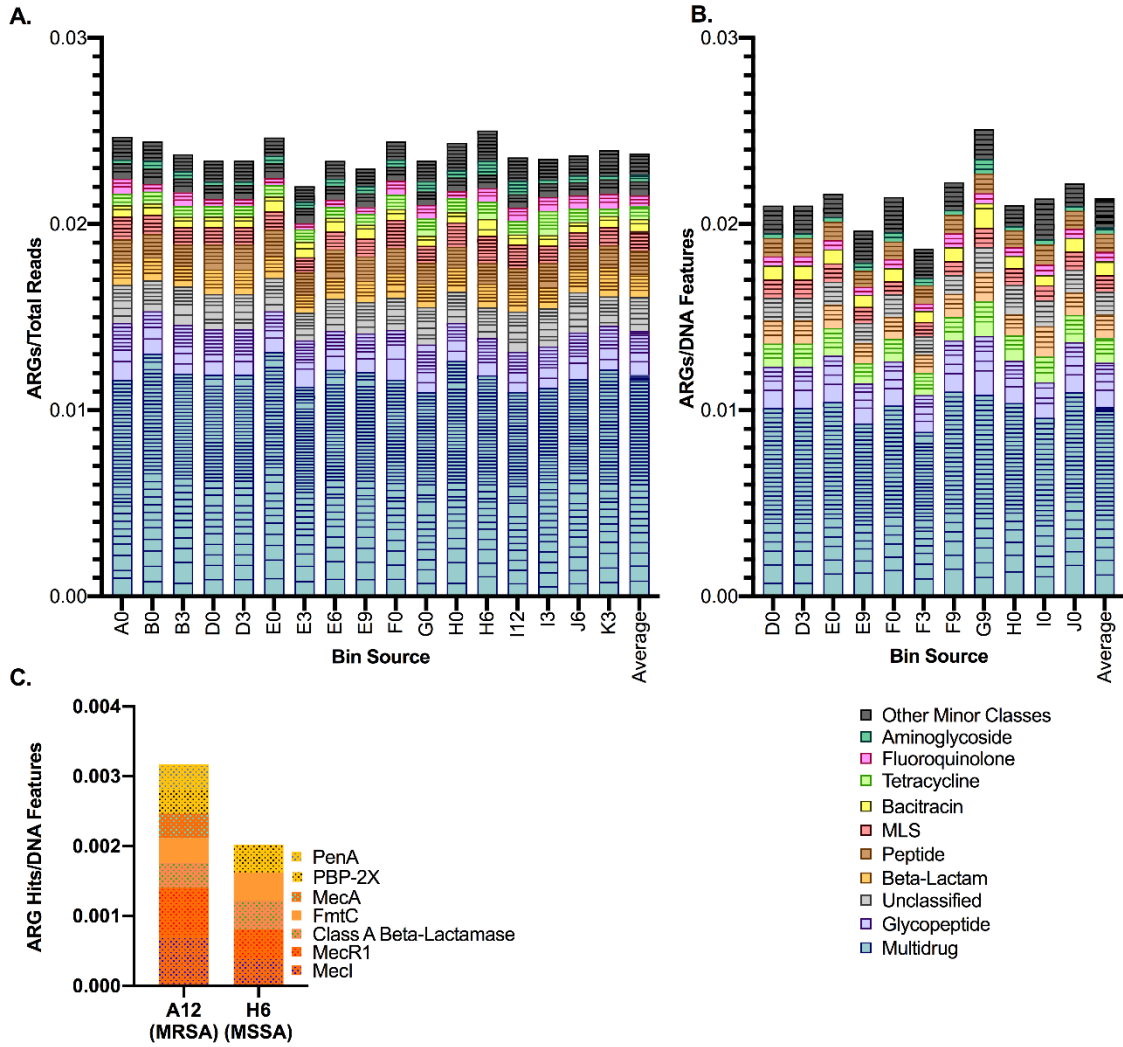 A.
0.03
0.02
0.01
0.00
ARGs/Total Reads
A0
B0
B3
D0
D3
E0
E3
E6
E9
F0
G0
H0
H6
I12
I3
J6
K3
Average
Bin Source
B.
0.03
0.02
0.01
0.00
ARGs/DNA Features
D0
D3
E0
E9
F0
F3
F9
G9
H0
I0
J0
Average
Bin Source
C.
0.004
0.003
0.002
0.001
0.000
ARG Hits/DNA Features
A12
(MRSA)
H6
(MSSA)
PenA
PBP-2X
MecA
FmtC
Class A Beta-Lactamase
MecR1
MecI
Other Minor Classes
Aminoglycoside
Fluoroquinolone
Tetracycline
Bacitracin
MLS
Peptide
Beta-Lactam
Unclassified
Glycopeptide
Multidrug